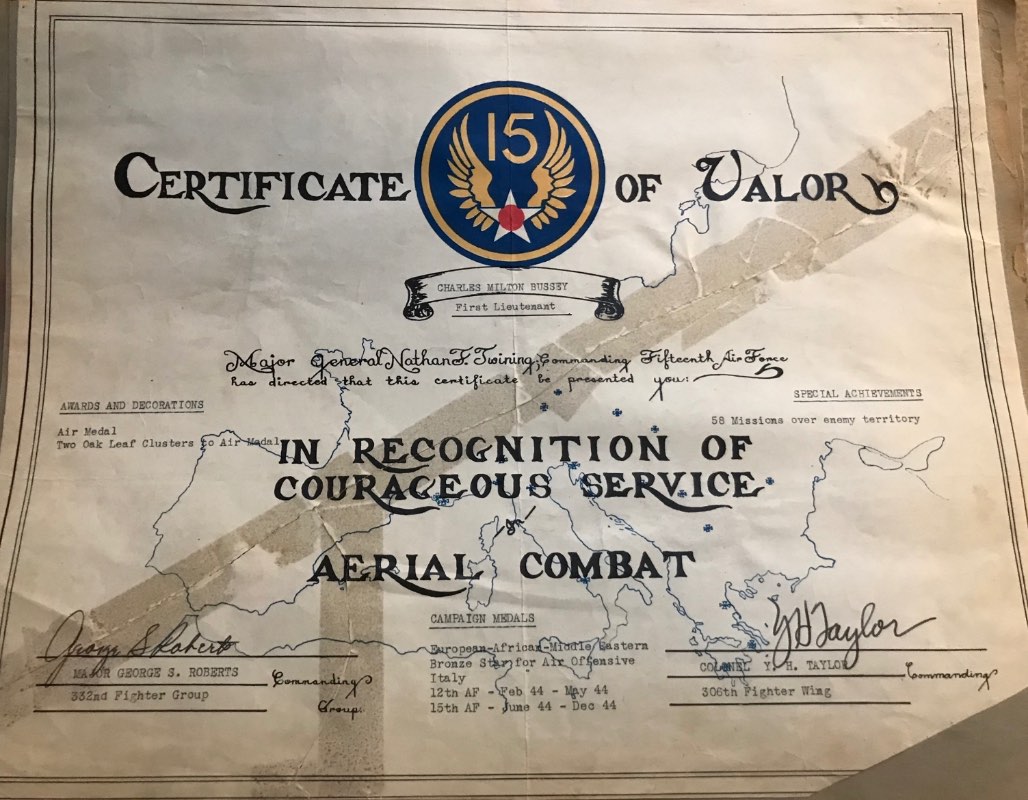 15
CERTIFICATE OF VALOR
CHARLES MILTON BUSSEY
First Lieutenant
Major General Nathan F. Twining, Commanding Fifteenth Air Force
has directed that this certificate be presented you:
AWARDS AND DECORATIONS
Air Medal
Two Oak Leaf Clusters to Air Medal
SPECIAL ACHIEVEMENTS
58 Missions over enemy territory
IN RECOGNITION OF
COURAGEOUS SERVICE
in
AERIAL COMBAT
George S Roberts
MAJOR GEORGE S. ROBERTS
332nd Fighter Group
Commanding
Group
CAMPAIGN MEDALS
European-African-Middle Eastern
Bronze Star for Air Offensive
Italy
12th AF - Feb 44 - May 44
15th AF - June 44 - Dec 44
Y H Taylor
COLONEL Y. H. TAYLOR
306th Fighter Wing
Commanding